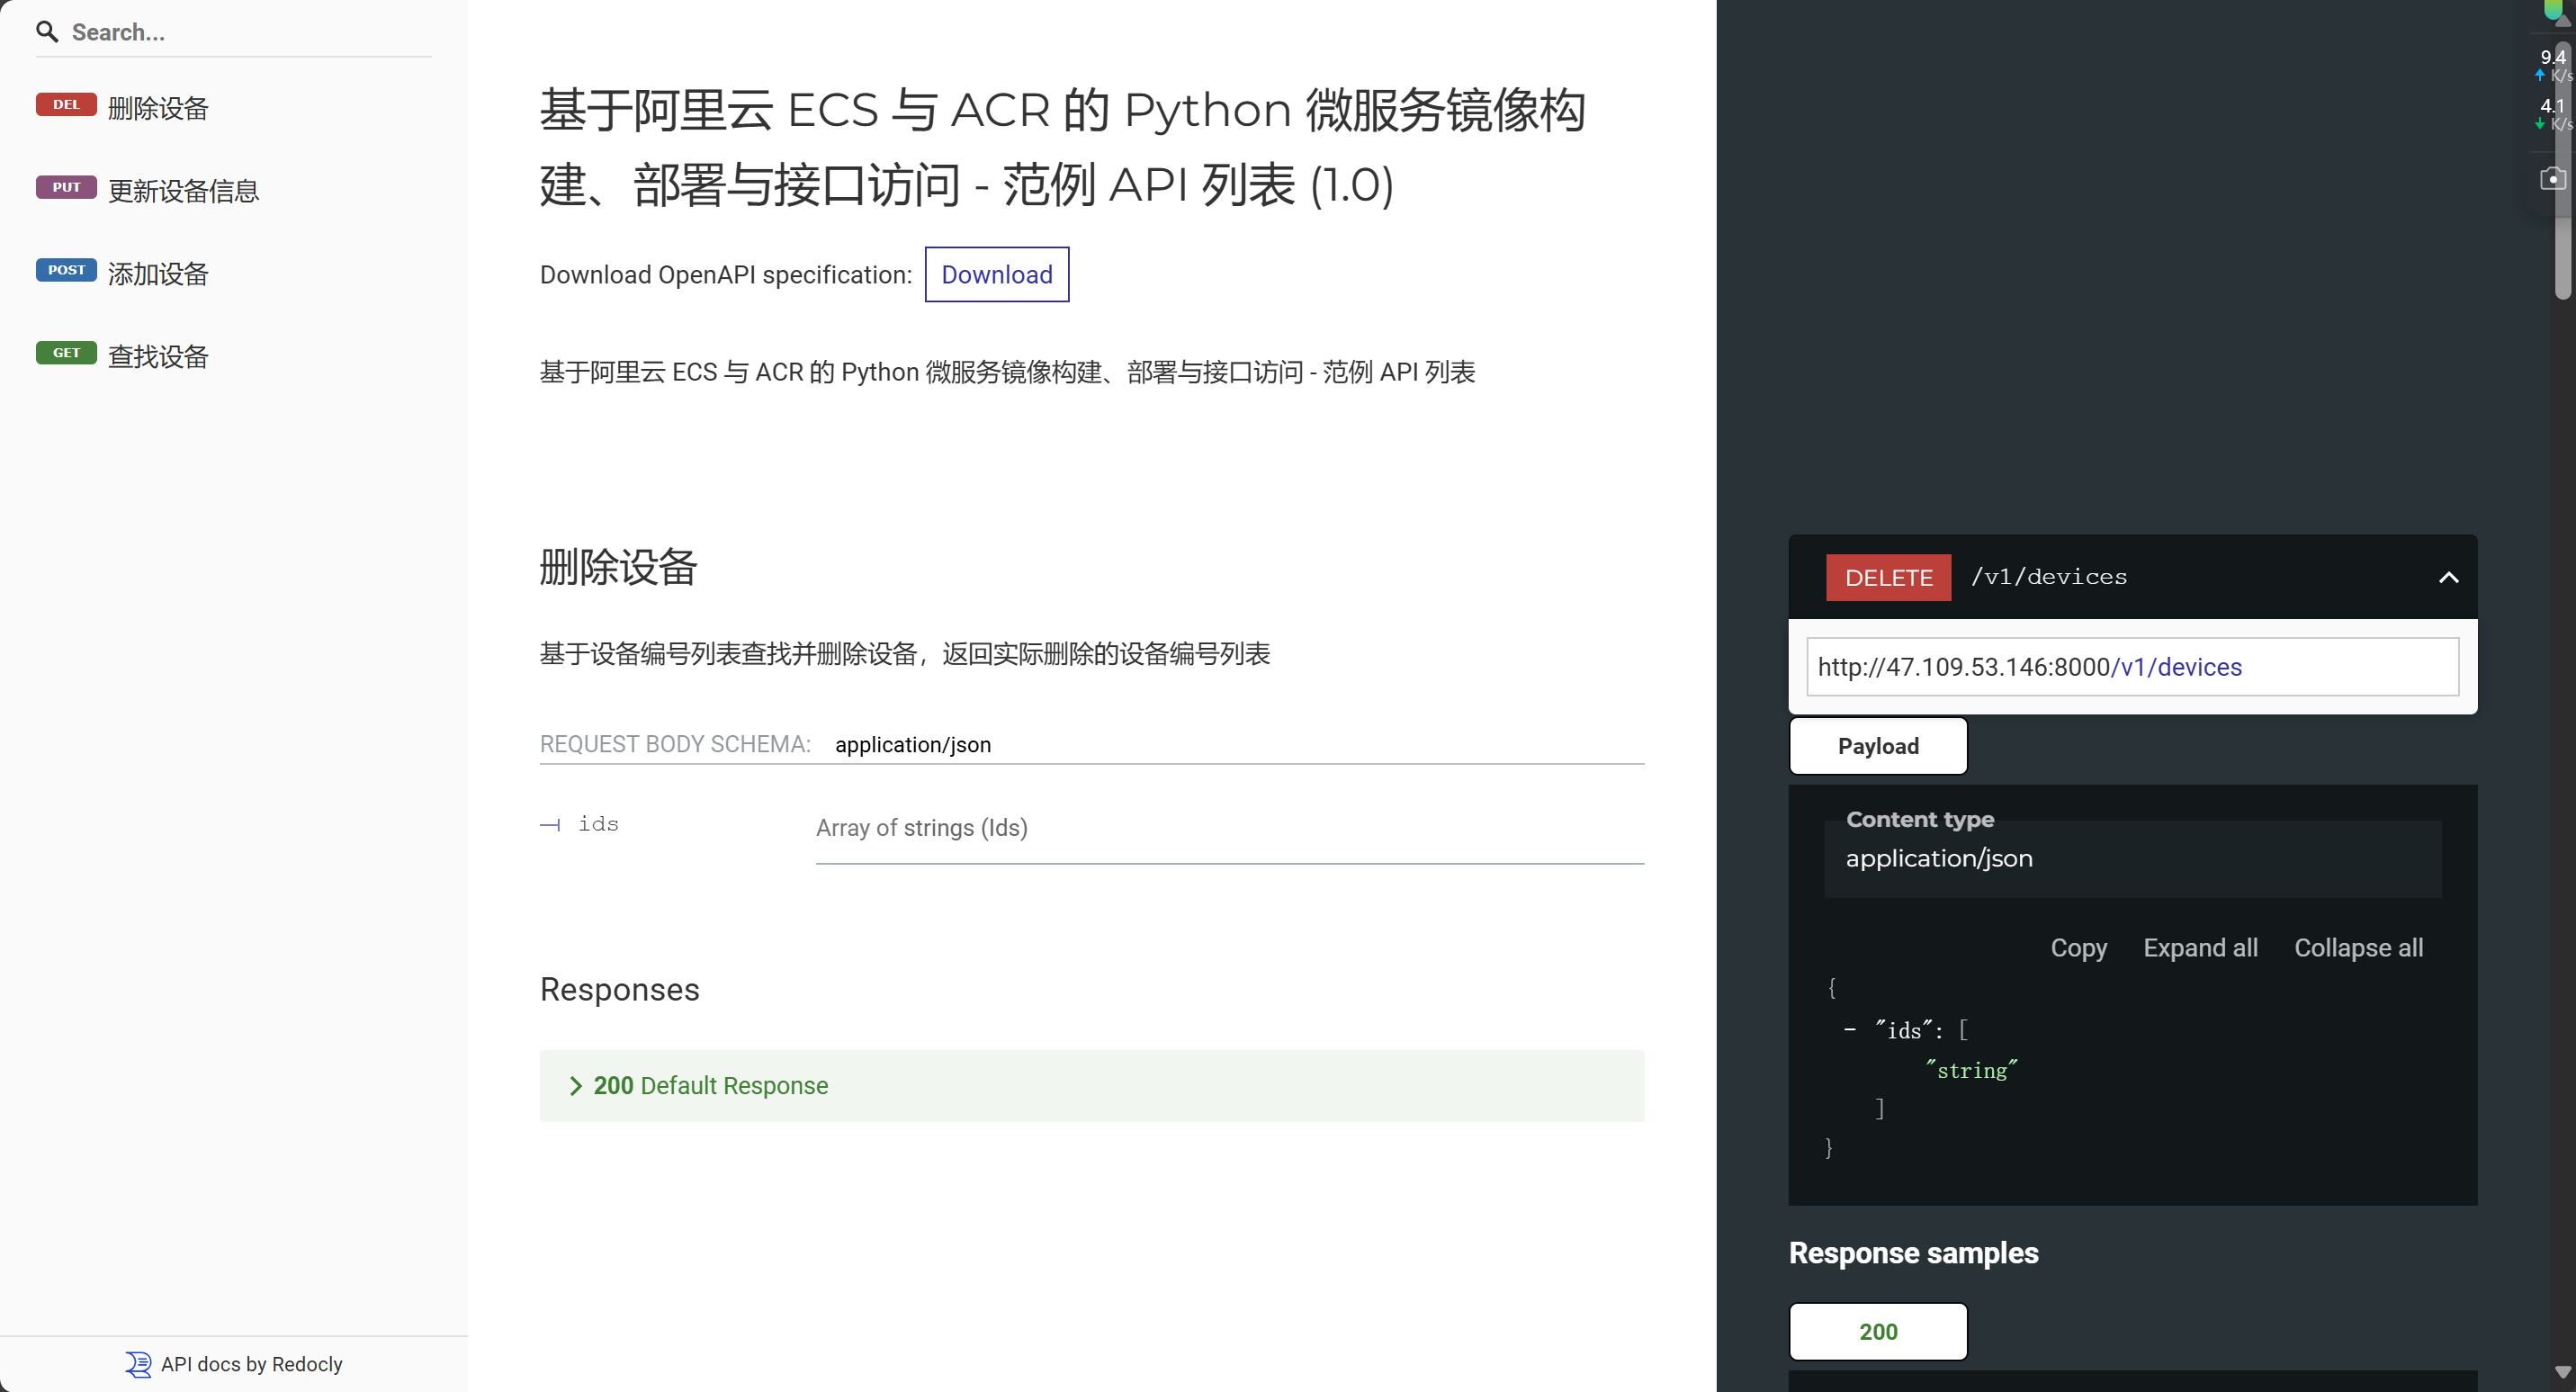 Search...
DEL 删除设备
PUT 更新设备信息
POST 添加设备
GET 查找设备
API docs by Redocly
基于阿里云 ECS 与 ACR 的 Python 微服务镜像构
建、部署与接口访问 - 范例 API 列表 (1.0)
Download OpenAPI specification: Download
基于阿里云 ECS 与 ACR 的 Python 微服务镜像构建、部署与接口访问 - 范例 API 列表
删除设备
基于设备编号列表查找并删除设备，返回实际删除的设备编号列表
REQUEST BODY SCHEMA: application/json
ids Array of strings (Ids)
Responses
200 Default Response
DELETE /v1/devices
http://47.109.53.146:8000/v1/devices
Payload
Content type
application/json
Copy Expand all Collapse all
{
- "ids": [
"string"
]
}
Response samples
200
9.4
K/s
4.1
K/s